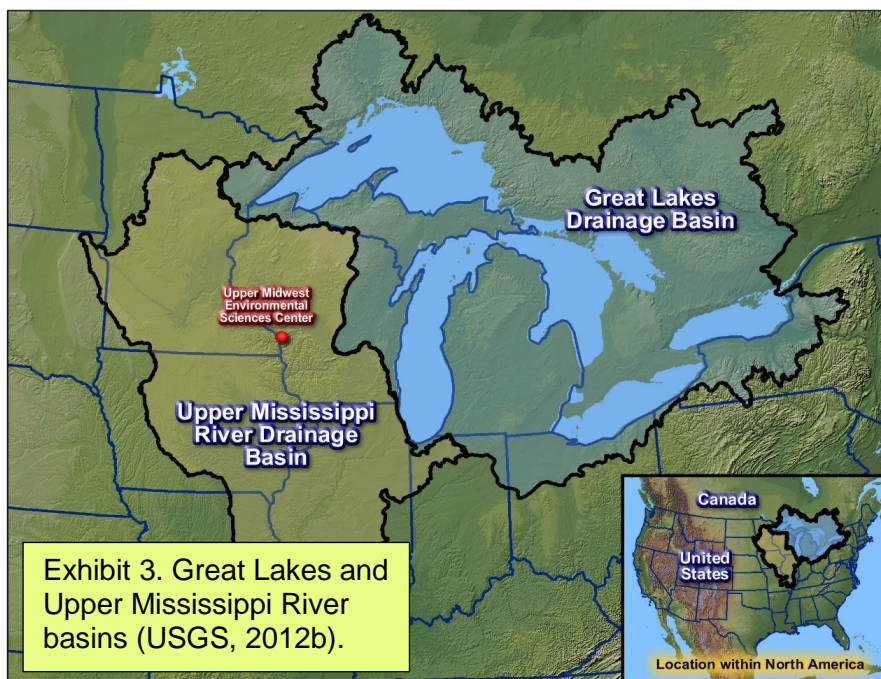 Great Lakes
Drainage Basin
Upper Midwest
Environmental
Sciences Center
Upper Mississippi
River Drainage
Basin
Exhibit 3. Great Lakes and
Upper Mississippi River
basins (USGS, 2012b).
Canada
United
States
Location within North America